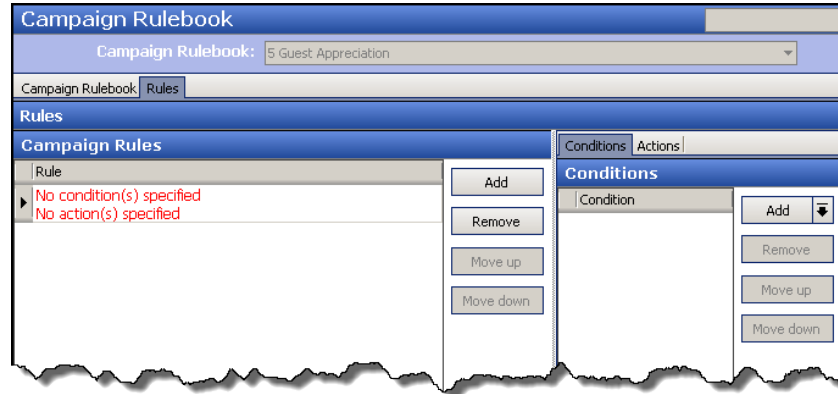 Campaign Rulebook
Campaign Rulebook: 5 Guest Appreciation
Campaign Rulebook Rules
Rules
Campaign Rules
Rule
No condition(s) specified
No action(s) specified
Add
Remove
Move up
Move down
Conditions Actions
Conditions
Condition
Add
Remove
Move up
Move down